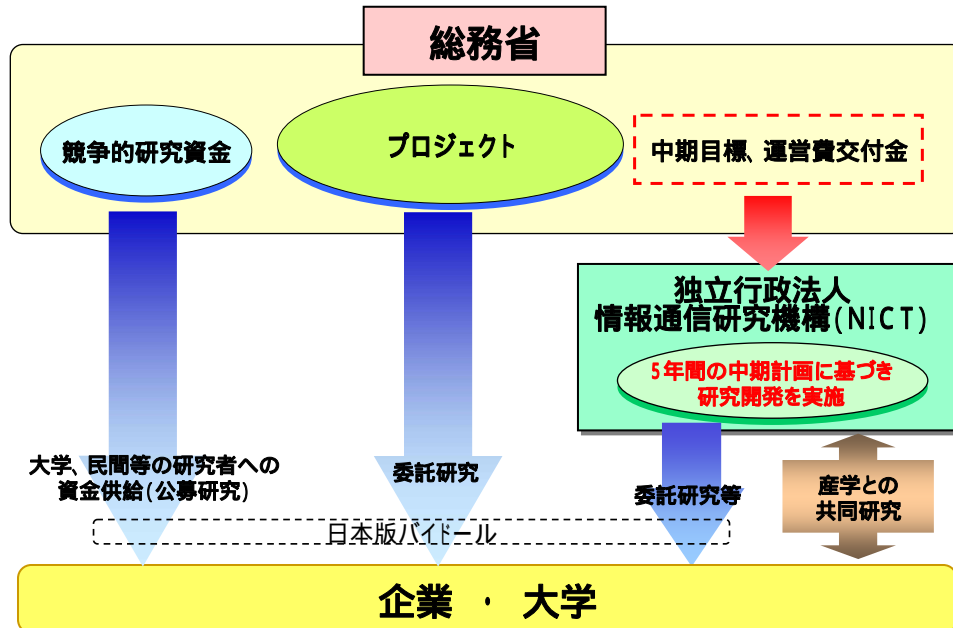 総務省
競争的研究資金
プロジェクト
中期目標、運営費交付金
独立行政法人
情報通信研究機構(NICT)
5年間の中期計画に基づき
研究開発を実施
大学、民間等の研究者への
資金供給(公募研究)
委託研究
委託研究等
産学との
共同研究
日本版バイドール
企業 ・ 大学